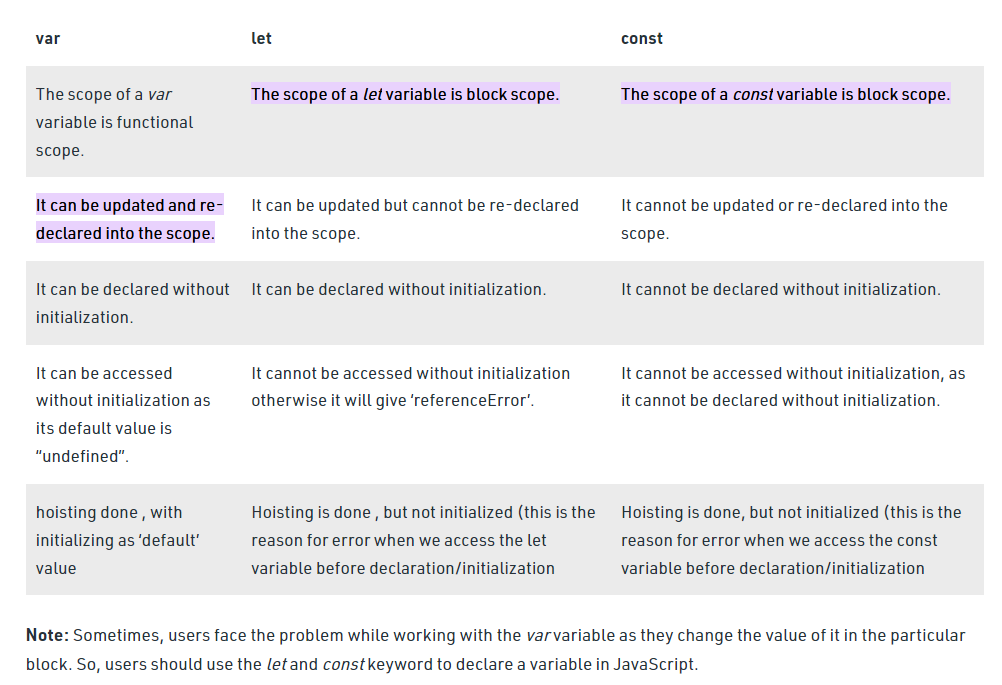 var let const
The scope of a var The scope of a let variable is block scope. The scope of a const variable is block scope.
variable is functional
scope.
It can be updated and re- It can be updated but cannot be re-declared It cannot be updated or re-declared into the
declared into the scope. into the scope. scope.
It can be declared without It can be declared without initialization. It cannot be declared without initialization.
initialization.
It can be accessed It cannot be accessed without initialization It cannot be accessed without initialization, as
without initialization as otherwise it will give ‘referenceError’. it cannot be declared without initialization.
its default value is
“undefined”.
hoisting done , with Hoisting is done , but not initialized (this is the Hoisting is done, but not initialized (this is the
initializing as ‘default’ reason for error when we access the let reason for error when we access the const
value variable before declaration/initialization variable before declaration/initialization
Note: Sometimes, users face the problem while working with the var variable as they change the value of it in the particular
block. So, users should use the let and const keyword to declare a variable in JavaScript.